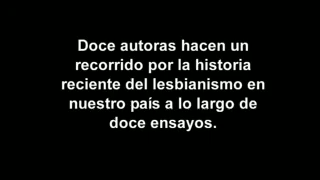 Doce autoras hacen un
recorrido por la historia
reciente del lesbianismo en
nuestro país a lo largo de
doce ensayos.